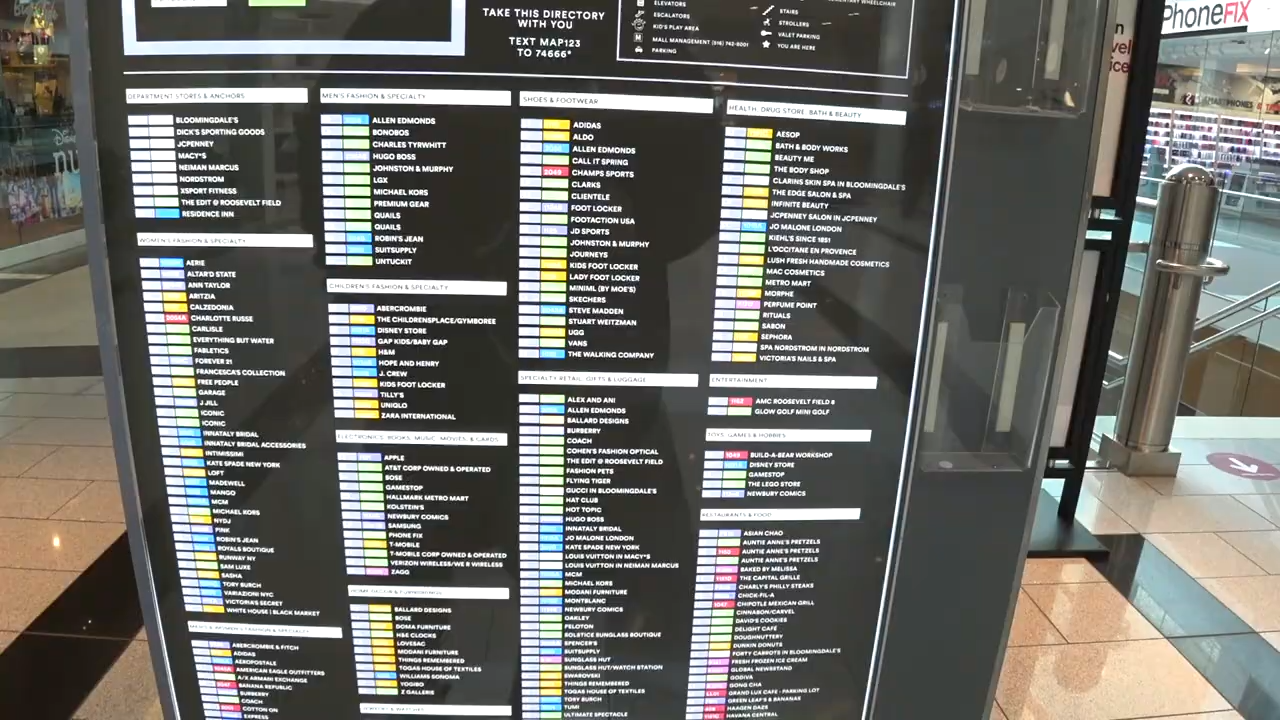 TAKE THIS DIRECTORY
WITH YOU
TEXT MAP123
TO 74666*
ELEVATORS
ESCALATORS
KID'S PLAY AREA
MALL MANAGEMENT (516) 742-8001
PARKING
WHEELCHAIR
STAIRS
STROLLERS
VALET PARKING
YOU ARE HERE
PhoneFIX
DEPARTMENT STORES & ANCHORS
BLOOMINGDALE'S
DICK'S SPORTING GOODS
JCPENNEY
MACY*S
NEIMAN MARCUS
NORDSTROM
XSPORT FITNESS
THE EDIT @ ROOSEVELT FIELD
RESIDENCE INN
WOMEN'S FASHION & SPECIALTY
AERIE
ALTAR'D STATE
ANN TAYLOR
ARITZIA
CALZEDONIA
CHARLOTTE RUSSE
CARLISLE
EVERYTHING BUT WATER
FABLETICS
FOREVER 21
FRANCESCA'S COLLECTION
FREE PEOPLE
GARAGE
J JILL
ICONIC
ICONIC
INNATALY BRIDAL
INNATALY BRIDAL ACCESSORIES
INTIMISSIMI
KATE SPADE NEW YORK
LOFT
MADEWELL
MANGO
MCM
MICHAEL KORS
NYDJ
PINK
ROBIN'S JEAN
ROYALS BOUTIQUE
RUNWAY NY
SAM LUXE
SASHA
TORY BURCH
VARIAZIONI NYC
VICTORIA'S SECRET
WHITE HOUSE | BLACK MARKET
MEN'S & WOMEN'S FASHION & SPECIALTY
ABERCROMBIE & FITCH
ADIDAS
AEROPOSTALE
AMERICAN EAGLE OUTFITTERS
A/X ARMANI EXCHANGE
BANANA REPUBLIC
BURBERRY
COACH
COTTON ON
EXPRESS
MEN'S FASHION & SPECIALTY
ALLEN EDMONDS
BONOBOS
CHARLES TYRWHITT
HUGO BOSS
JOHNSTON & MURPHY
LGX
MICHAEL KORS
PREMIUM GEAR
QUAILS
QUAILS
ROBIN'S JEAN
SUITSUPPLY
UNTUCKIT
CHILDREN'S FASHION & SPECIALTY
ABERCROMBIE
THE CHILDRENSPLACE/GYMBOREE
DISNEY STORE
GAP KIDS/BABY GAP
H&M
HOPE AND HENRY
J. CREW
KIDS FOOT LOCKER
TILLY'S
UNIQLO
ZARA INTERNATIONAL
ELECTRONICS, BOOKS, MUSIC, MOVIES, & CARDS
APPLE
AT&T CORP OWNED & OPERATED
BOSE
GAMESTOP
HALLMARK METRO MART
KOLSTEIN'S
NEWBURY COMICS
SAMSUNG
PHONE FIX
T-MOBILE
T-MOBILE CORP OWNED & OPERATED
VERIZON WIRELESS/WE R WIRELESS
ZAGG
HOME DECOR & FURNISHINGS
BALLARD DESIGNS
BOSE
DOMA FURNITURE
H&E CLOCKS
LOVESAC
MODANI FURNITURE
THINGS REMEMBERED
TOGAS HOUSE OF TEXTILES
WILLIAMS SONOMA
YOGIBO
Z GALLERIE
JEWELRY & WATCHES
SHOES & FOOTWEAR
ADIDAS
ALDO
ALLEN EDMONDS
CALL IT SPRING
2049 CHAMPS SPORTS
CLARKS
CLIENTELE
FOOT LOCKER
FOOTACTION USA
JD SPORTS
JOHNSTON & MURPHY
JOURNEYS
KIDS FOOT LOCKER
LADY FOOT LOCKER
MINIML (BY MOE'S)
SKECHERS
STEVE MADDEN
STUART WEITZMAN
UGG
VANS
THE WALKING COMPANY
SPECIALTY RETAIL, GIFTS & LUGGAGE
ALEX AND ANI
ALLEN EDMONDS
BALLARD DESIGNS
BURBERRY
COACH
COHEN'S FASHION OPTICAL
THE EDIT @ ROOSEVELT FIELD
FASHION PETS
FLYING TIGER
GUCCI IN BLOOMINGDALE'S
HAT CLUB
HOT TOPIC
HUGO BOSS
INNATALY BRIDAL
JO MALONE LONDON
KATE SPADE NEW YORK
LOUIS VUITTON IN MACY*S
LOUIS VUITTON IN NEIMAN MARCUS
MCM
MICHAEL KORS
MODANI FURNITURE
MONTBLANC
NEWBURY COMICS
OAKLEY
PELOTON
SOLSTICE SUNGLASS BOUTIQUE
SPENCER'S
SUITSUPPLY
SUNGLASS HUT
SUNGLASS HUT/WATCH STATION
SWAROVSKI
THINGS REMEMBERED
TOGAS HOUSE OF TEXTILES
TORY BURCH
TUMI
ULTIMATE SPECTACLE
HEALTH, DRUG STORE, BATH & BEAUTY
AESOP
BATH & BODY WORKS
BEAUTY ME
THE BODY SHOP
CLARINS SKIN SPA IN BLOOMINGDALE'S
THE EDGE SALON & SPA
INFINITE BEAUTY
JCPENNEY SALON IN JCPENNEY
JO MALONE LONDON
KIEHL'S SINCE 1851
L'OCCITANE EN PROVENCE
LUSH FRESH HANDMADE COSMETICS
MAC COSMETICS
METRO MART
MORPHE
PERFUME POINT
RITUALS
SABON
SEPHORA
SPA NORDSTROM IN NORDSTROM
VICTORIA'S NAILS & SPA
ENTERTAINMENT
AMC ROOSEVELT FIELD 8
GLOW GOLF MINI GOLF
TOYS, GAMES & HOBBIES
1049 BUILD-A-BEAR WORKSHOP
DISNEY STORE
GAMESTOP
THE LEGO STORE
NEWBURY COMICS
RESTAURANTS & FOOD
ASIAN CHAO
AUNTIE ANNE'S PRETZELS
AUNTIE ANNE'S PRETZELS
AUNTIE ANNE'S PRETZELS
BAKED BY MELISSA
THE CAPITAL GRILLE
CHARLY'S PHILLY STEAKS
CHICK-FIL-A
1047 CHIPOTLE MEXICAN GRILL
CINNABON/CARVEL
DAVID'S COOKIES
DELIGHT CAFÉ
DOUGHNUTTERY
DUNKIN DONUTS
FORTY CARROTS IN BLOOMINGDALE'S
FRESH FROZEN ICE CREAM
GLOBAL NEWSSTAND
GODIVA
GONG CHA
GRAND LUX CAFE - PARKING LOT
GREEN LEAF'S & BANANAS
HAAGEN DAZS
HAVANA CENTRAL